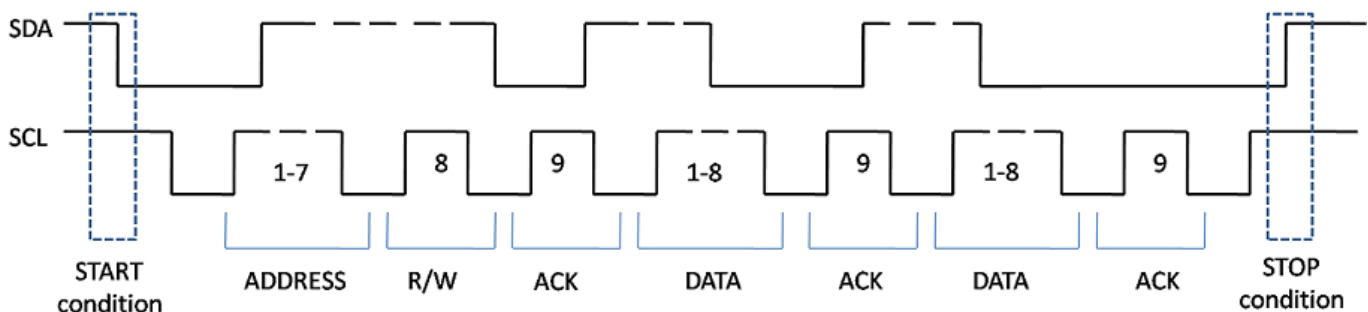 SDA
SCL
1-7
8
9
1-8
9
1-8
9
START
condition
ADDRESS
R/W
ACK
DATA
ACK
DATA
ACK
STOP
condition